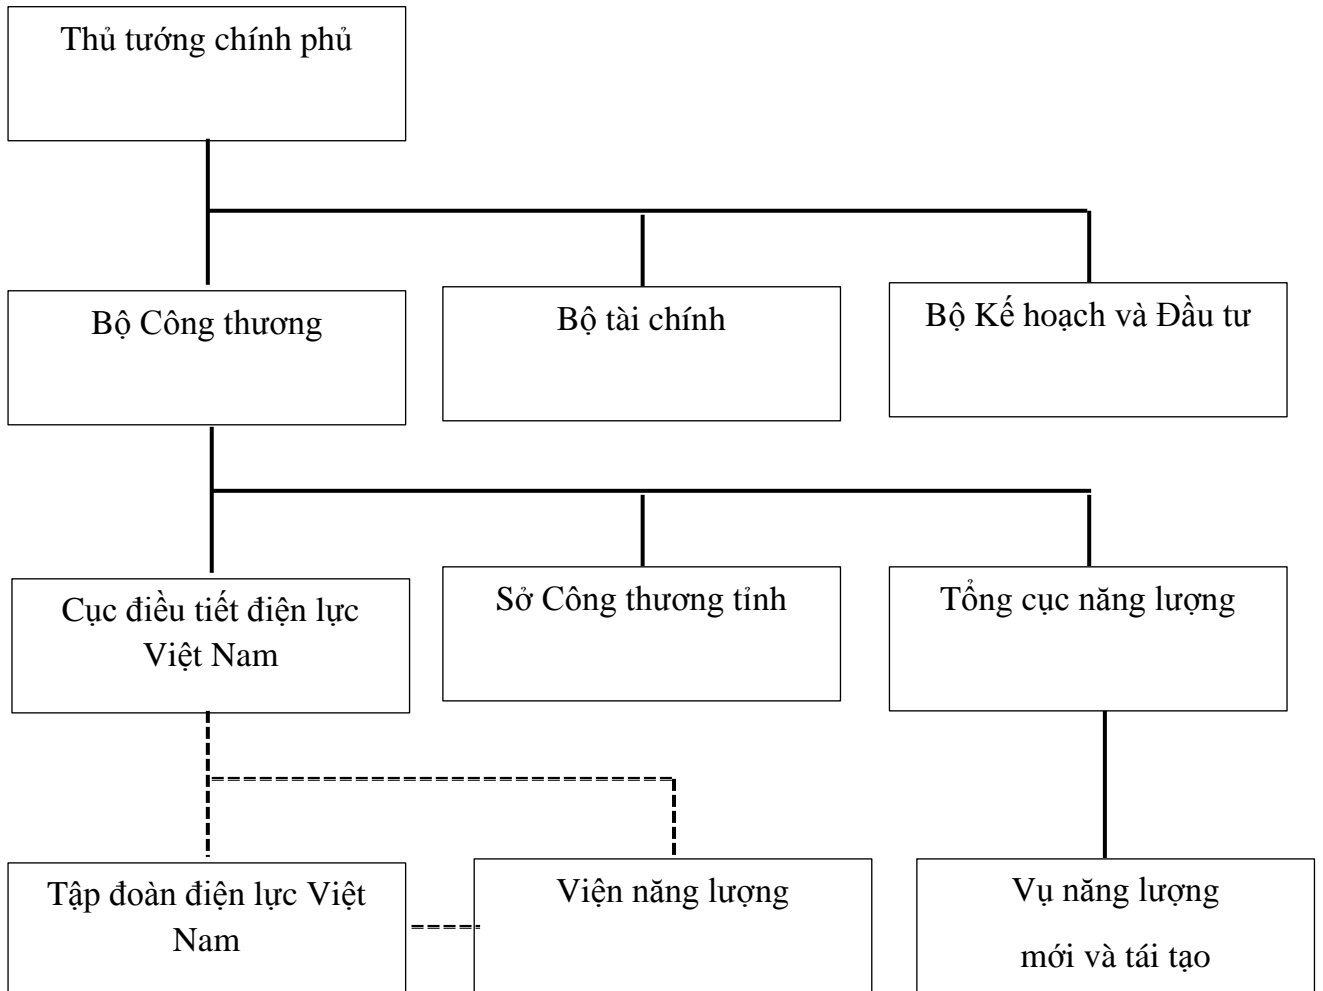 Thủ tướng chính phủ
Bộ Công thương
Bộ tài chính
Bộ Kế hoạch và Đầu tư
Cục điều tiết điện lực
Việt Nam
Sở Công thương tỉnh
Tổng cục năng lượng
Tập đoàn điện lực Việt
Nam
Viện năng lượng
Vụ năng lượng
mới và tái tạo